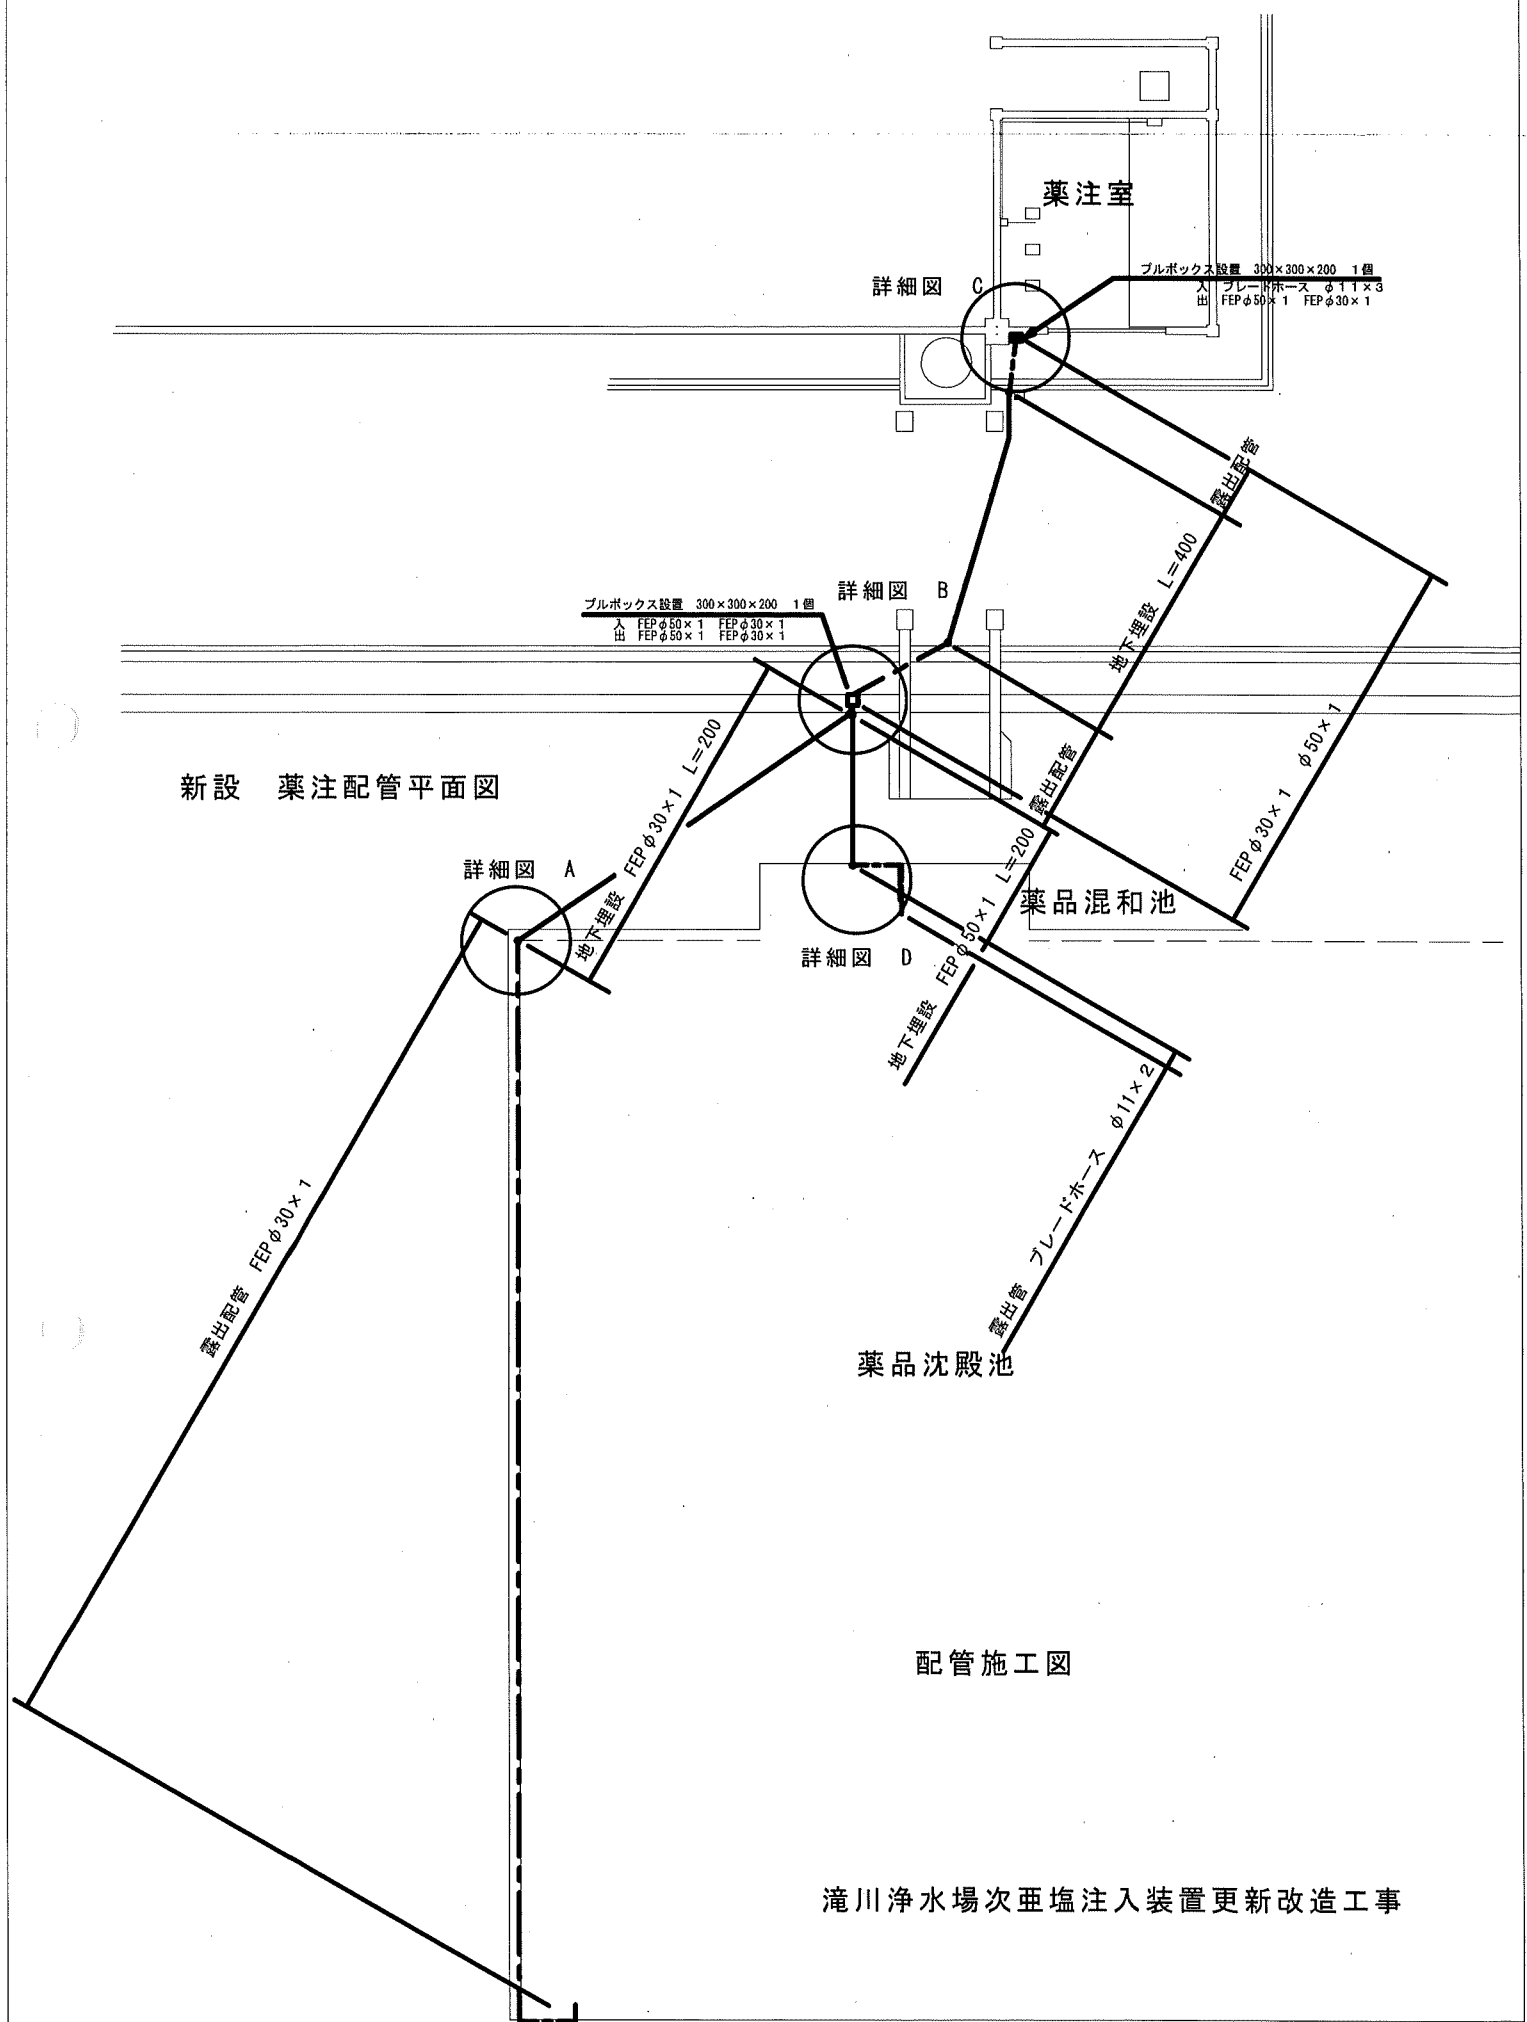 薬注室
詳細図 C
プルボックス設置 300×300×200 1個
入 ブレードホース φ11×3
出 FEPφ50×1 FEPφ30×1
露出配管
地下埋設 L=400
詳細図 B
プルボックス設置 300×300×200 1個
入 FEPφ50×1 FEPφ30×1
出 FEPφ50×1 FEPφ30×1
露出配管
FEPφ30×1 φ50×1
新設 薬注配管平面図
地下埋設 FEPφ30×1 L=200
詳細図 A
地下埋設 FEPφ50×1 L=200
薬品混和池
詳細図 D
露出配管 FEPφ30×1
露出管 ブレードホース φ11×2
薬品沈殿池
配管施工図
滝川浄水場次亜塩注入装置更新改造工事